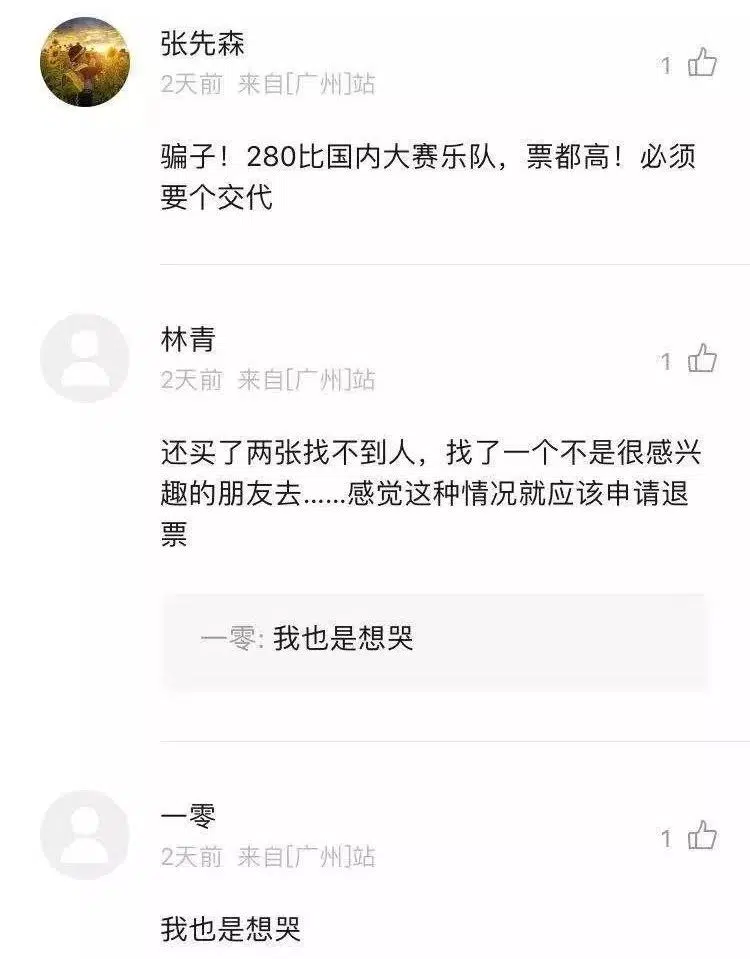 张先森
1
2天前 来自[广州]站
骗子！280比国内大赛乐队，票都高！必须
要个交代
林青
1
2天前 来自[广州]站
还买了两张找不到人，找了一个不是很感兴
趣的朋友去......感觉这种情况就应该申请退
票
一零: 我也是想哭
一零
1
2天前 来自[广州]站
我也是想哭